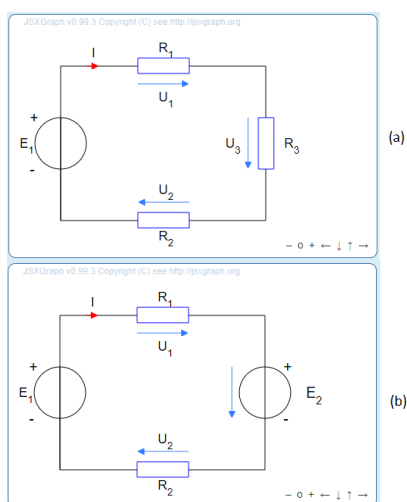 JSXGraph v0.99.3 Copyright (C) see http://jsxgraph.org
I
R1
U1
+
E1
-
U3
R3
(a)
U2
R2
– o + ← ↓ ↑ →
JSXGraph v0.99.3 Copyright (C) see http://jsxgraph.org
I
R1
U1
+
+
E1
E2
(b)
-
-
U2
R2
– o + ← ↓ ↑ →